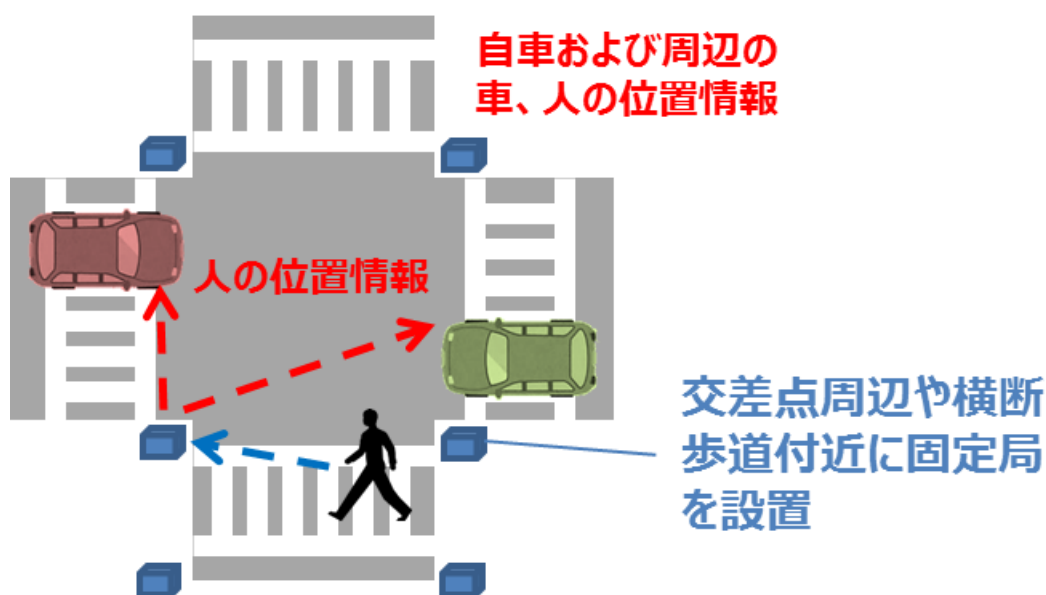 自車および周辺の
車、人の位置情報
人の位置情報
交差点周辺や横断
歩道付近に固定局
を設置